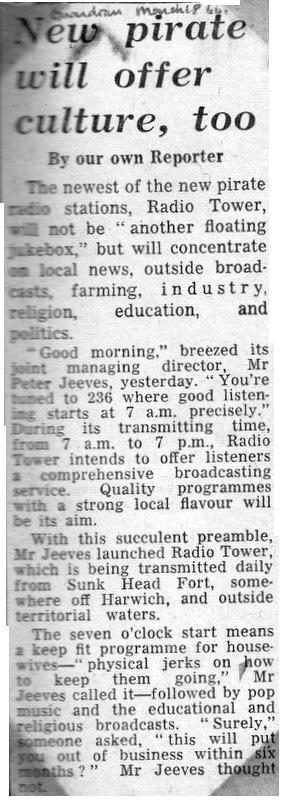 New pirate
will offer
culture, too
By our own Reporter
The newest of the new pirate
radio stations, Radio Tower,
will not be “ another floating
jukebox,” but will concentrate
on local news, outside broad-
casts, farming, industry,
religion, education, and
politics.
“Good morning,” breezed its
joint managing director, Mr
Peter Jeeves, yesterday. “ You're
tuned to 236 where good listen-
ing starts at 7 a.m. precisely.”
During its transmitting time,
from 7 a.m. to 7 p.m., Radio
Tower intends to offer listeners
a comprehensive broadcasting
service. Quality programmes
with a strong local flavour will
be its aim.
With this succulent preamble,
Mr Jeeves launched Radio Tower,
which is being transmitted daily
from Sunk Head Fort, some-
where off Harwich, and outside
territorial waters.
The seven o'clock start means
a keep fit programme for house-
wives—“ physical jerks on how
to keep them going,” Mr
Jeeves called it—followed by pop
music and the educational and
religious broadcasts. “Surely,”
someone asked, “ this will put
you out of business within six
months ? ” Mr Jeeves thought
not.